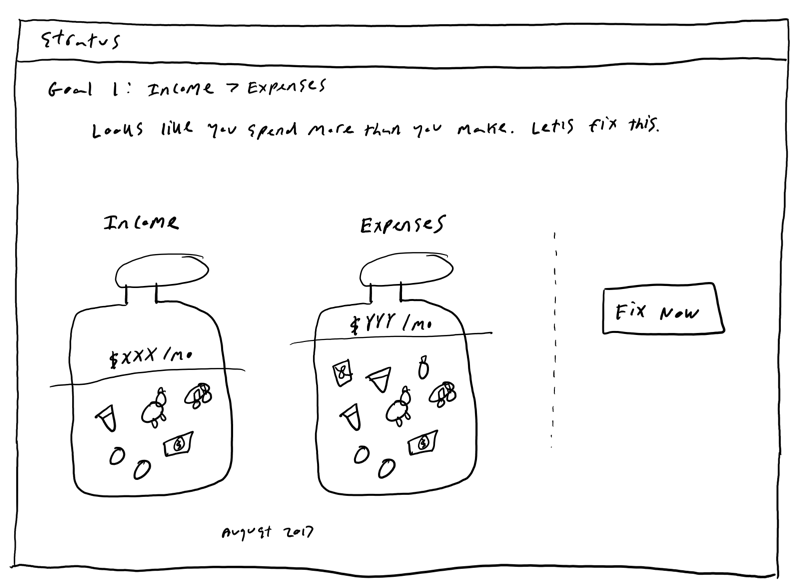 Stratus
Goal 1: Income > Expenses
Looks like you spend more than you make. Let's fix this.
Income
Expenses
$XXX/mo
$YYY/mo
Fix Now
$
$
August 2017